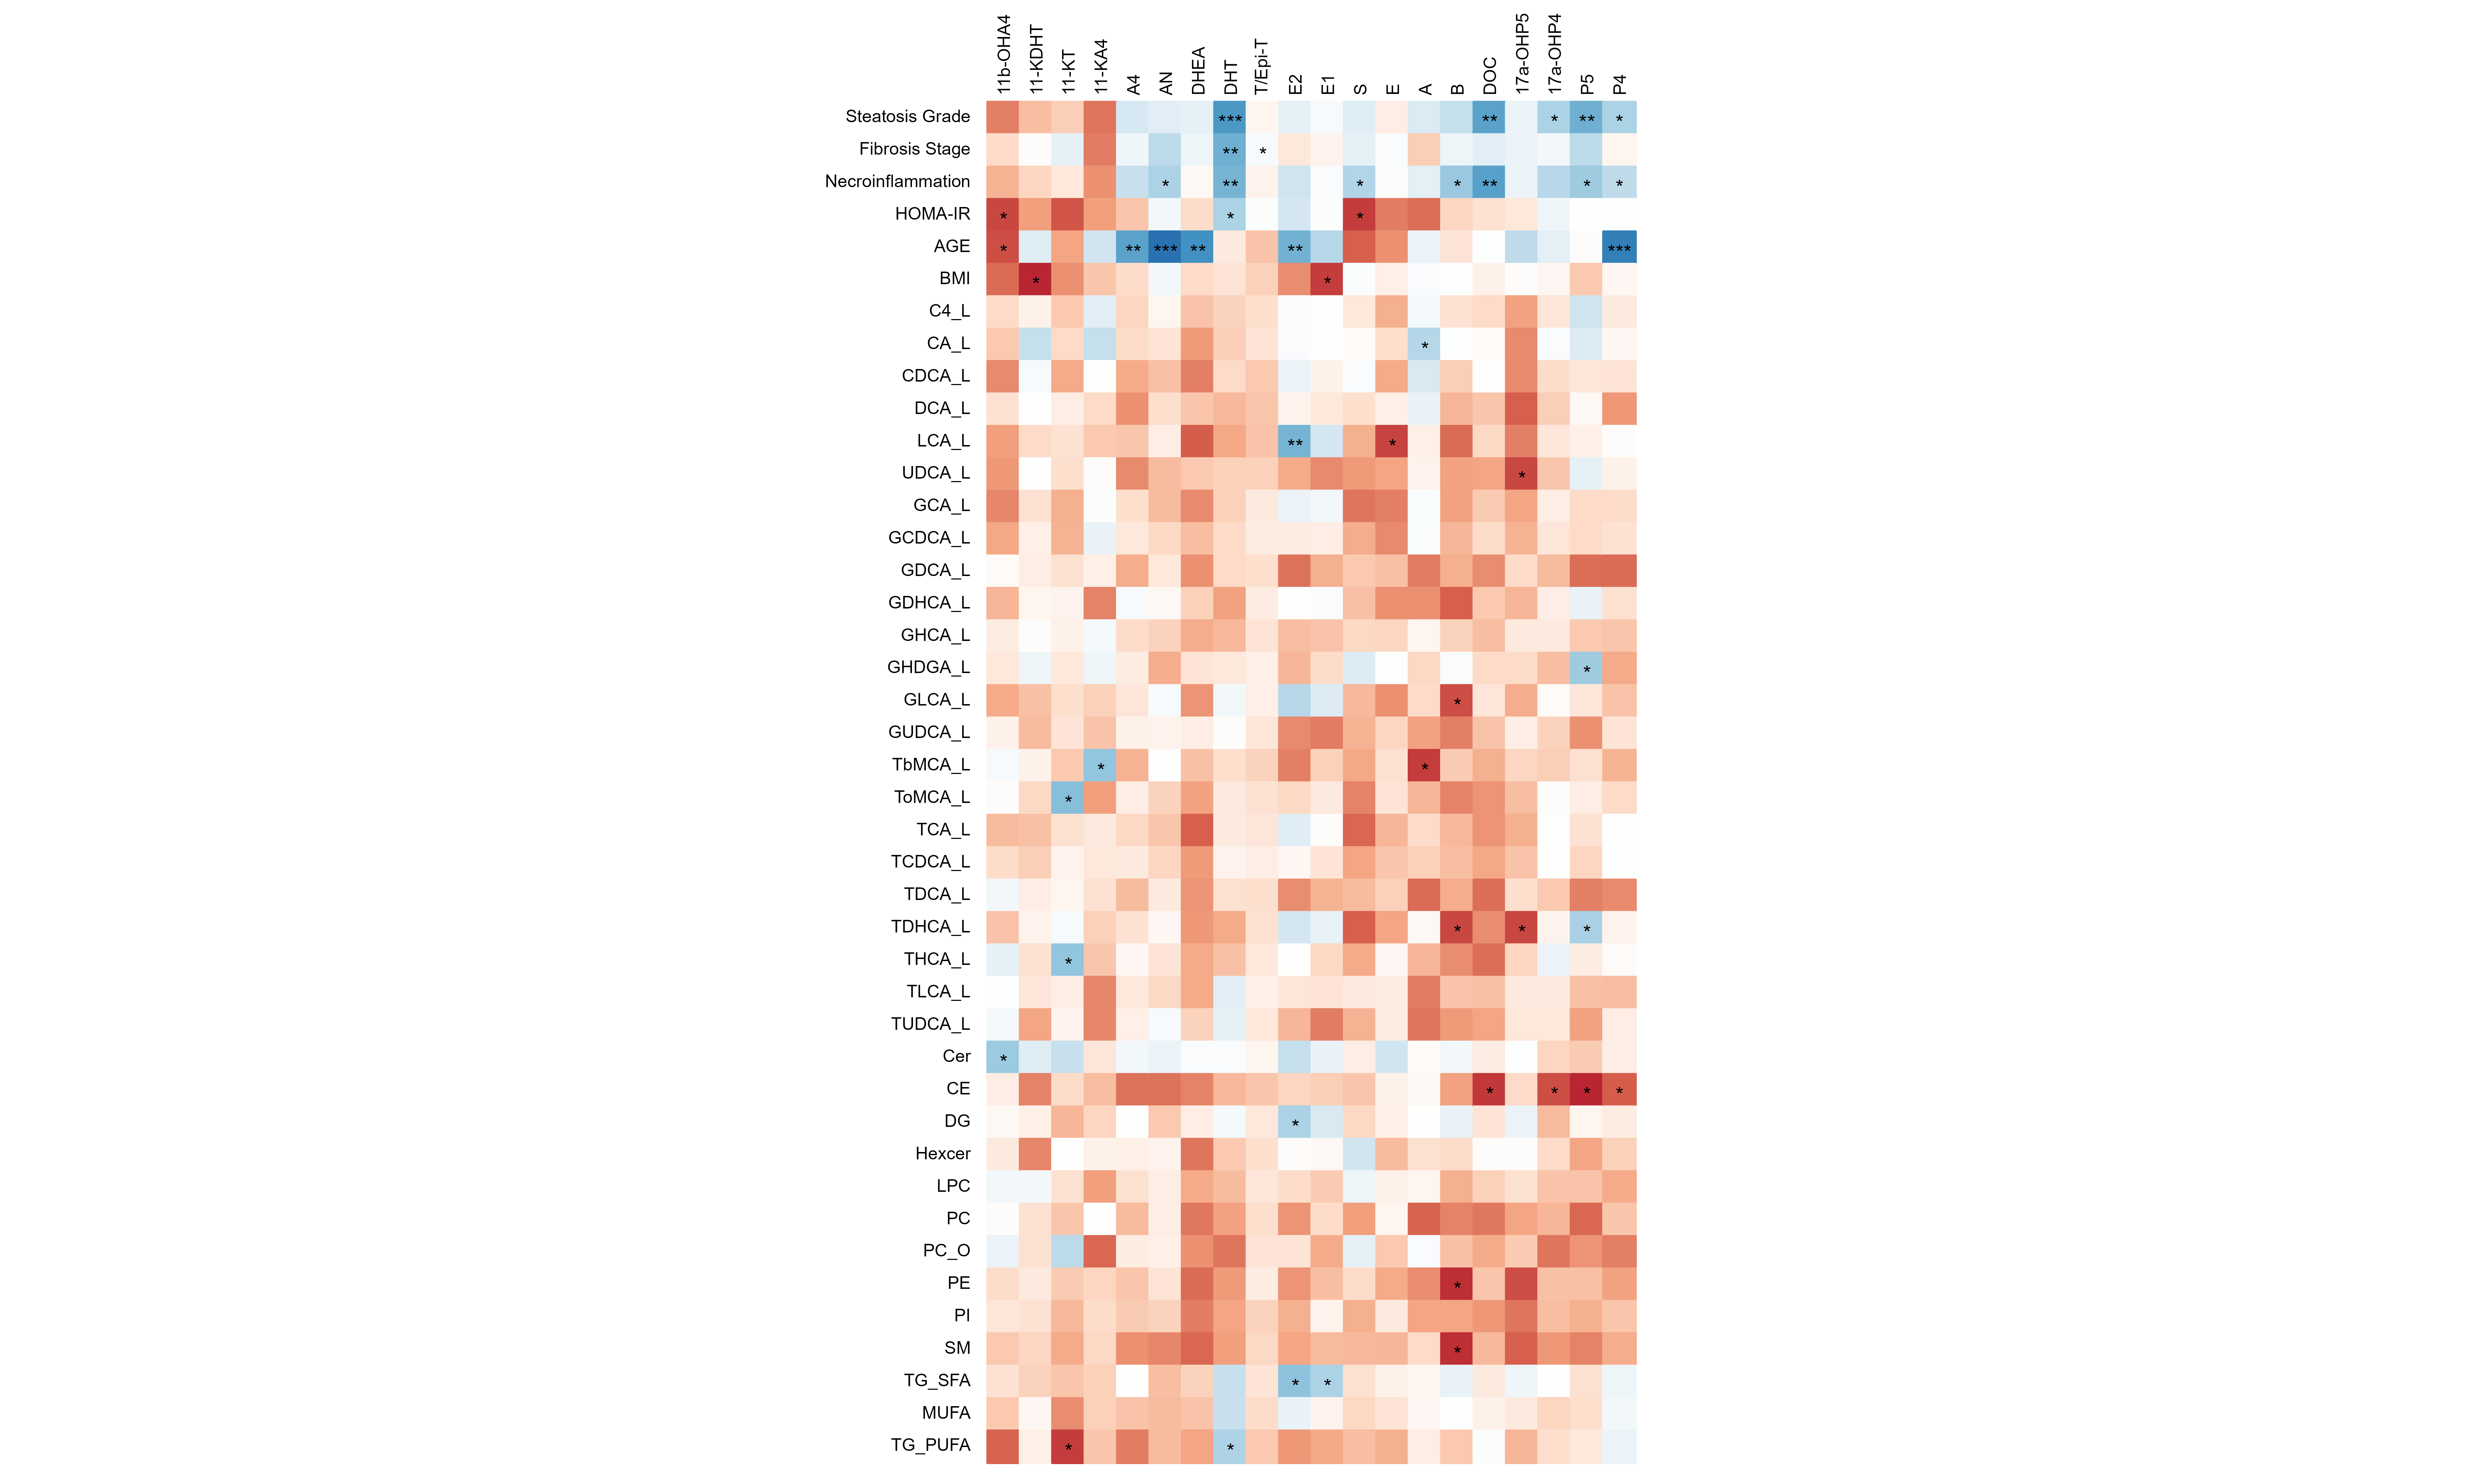 11b-OHA4 11-KDHT 11-KT 11-KA4 A4 AN DHEA DHT T/Epi-T E2 E1 S E A B DOC 17a-OHP5 17a-OHP4 P5 P4
Steatosis Grade *** ** * ** *
Fibrosis Stage ** *
Necroinflammation * ** * * ** * *
HOMA-IR * * *
AGE * ** *** ** ** ***
BMI * *
C4_L
CA_L *
CDCA_L
DCA_L
LCA_L ** *
UDCA_L *
GCA_L
GCDCA_L
GDCA_L
GDHCA_L
GHCA_L
GHDGA_L *
GLCA_L *
GUDCA_L
TbMCA_L * *
ToMCA_L *
TCA_L
TCDCA_L
TDCA_L
TDHCA_L * * *
THCA_L *
TLCA_L
TUDCA_L
Cer *
CE * * * *
DG *
Hexcer
LPC
PC
PC_O
PE *
PI
SM *
TG_SFA * *
MUFA
TG_PUFA * *